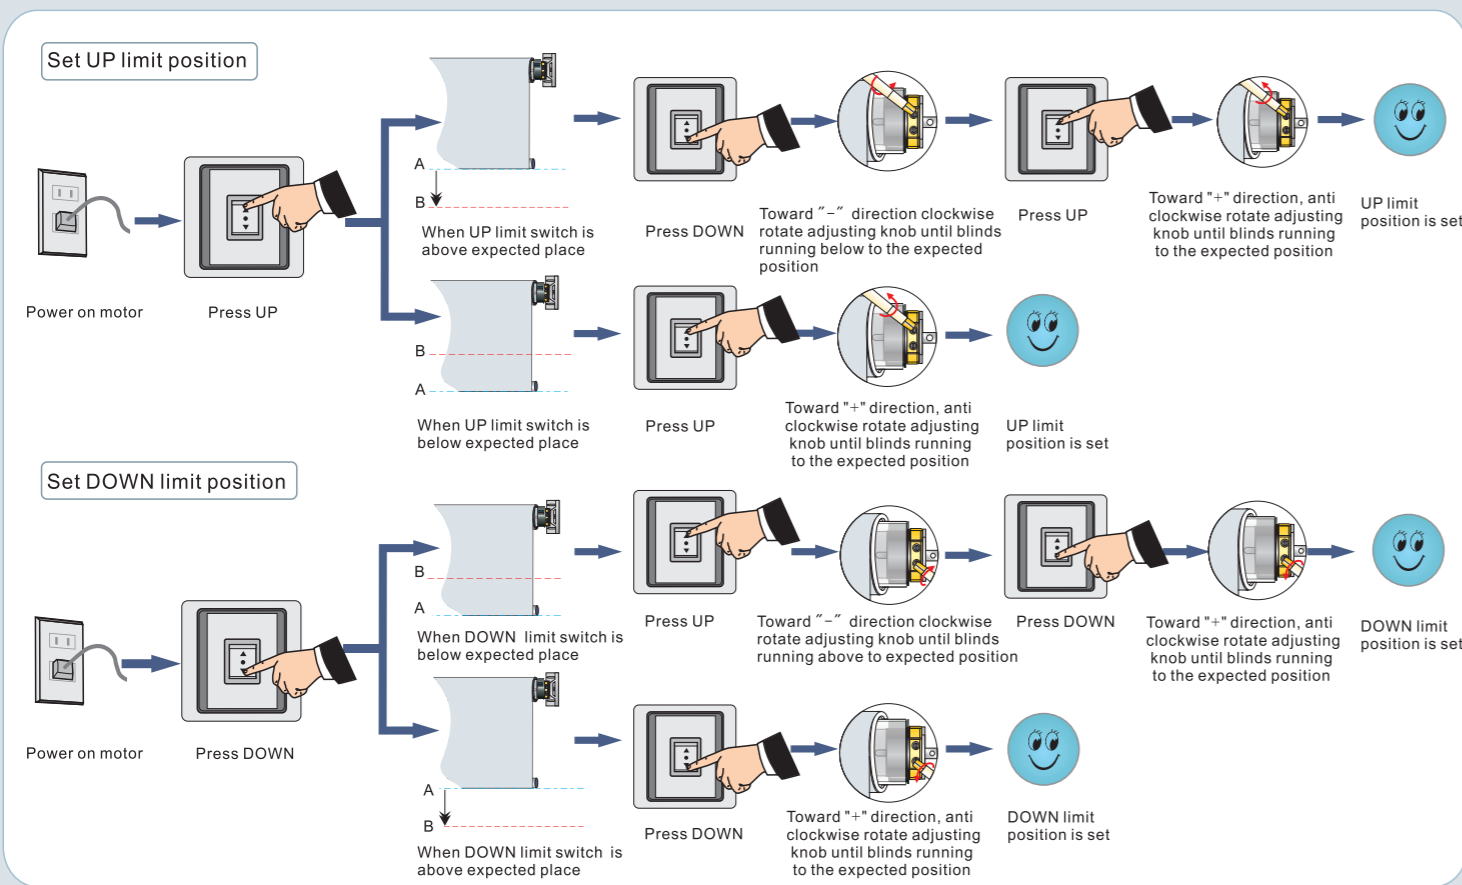 Set UP limit position
A
B
When UP limit switch is
above expected place
Power on motor
Press UP
Press DOWN
Toward ″−″ direction clockwise
rotate adjusting knob until blinds
running below to the expected
position
Press UP
Toward "+" direction, anti
clockwise rotate adjusting
knob until blinds running
to the expected position
UP limit
position is set
B
A
When UP limit switch is
below expected place
Press UP
Toward "+" direction, anti
clockwise rotate adjusting
knob until blinds running
to the expected position
UP limit
position is set
Set DOWN limit position
B
A
When DOWN limit switch is
below expected place
Power on motor
Press DOWN
Press UP
Toward ″−″ direction clockwise
rotate adjusting knob until blinds
running above to expected position
Press DOWN
Toward "+" direction, anti
clockwise rotate adjusting
knob until blinds running
to the expected position
DOWN limit
position is set
A
B
When DOWN limit switch is
above expected place
Press DOWN
Toward "+" direction, anti
clockwise rotate adjusting
knob until blinds running
to the expected position
DOWN limit
position is set